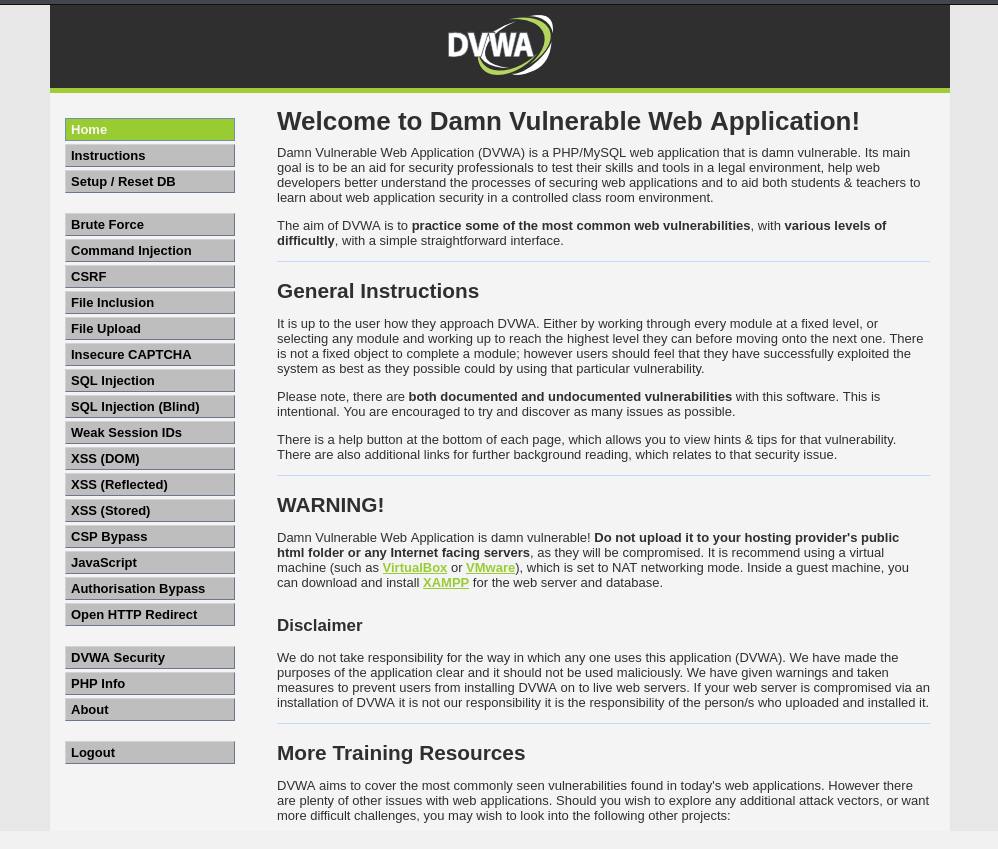 DVWA
Home
Instructions
Setup / Reset DB
Brute Force
Command Injection
CSRF
File Inclusion
File Upload
Insecure CAPTCHA
SQL Injection
SQL Injection (Blind)
Weak Session IDs
XSS (DOM)
XSS (Reflected)
XSS (Stored)
CSP Bypass
JavaScript
Authorisation Bypass
Open HTTP Redirect
DVWA Security
PHP Info
About
Logout
Welcome to Damn Vulnerable Web Application!
Damn Vulnerable Web Application (DVWA) is a PHP/MySQL web application that is damn vulnerable. Its main
goal is to be an aid for security professionals to test their skills and tools in a legal environment, help web
developers better understand the processes of securing web applications and to aid both students & teachers to
learn about web application security in a controlled class room environment.
The aim of DVWA is to practice some of the most common web vulnerabilities, with various levels of
difficultly, with a simple straightforward interface.
General Instructions
It is up to the user how they approach DVWA. Either by working through every module at a fixed level, or
selecting any module and working up to reach the highest level they can before moving onto the next one. There
is not a fixed object to complete a module; however users should feel that they have successfully exploited the
system as best as they possible could by using that particular vulnerability.
Please note, there are both documented and undocumented vulnerabilities with this software. This is
intentional. You are encouraged to try and discover as many issues as possible.
There is a help button at the bottom of each page, which allows you to view hints & tips for that vulnerability.
There are also additional links for further background reading, which relates to that security issue.
WARNING!
Damn Vulnerable Web Application is damn vulnerable! Do not upload it to your hosting provider's public
html folder or any Internet facing servers, as they will be compromised. It is recommend using a virtual
machine (such as VirtualBox or VMware), which is set to NAT networking mode. Inside a guest machine, you
can download and install XAMPP for the web server and database.
Disclaimer
We do not take responsibility for the way in which any one uses this application (DVWA). We have made the
purposes of the application clear and it should not be used maliciously. We have given warnings and taken
measures to prevent users from installing DVWA on to live web servers. If your web server is compromised via an
installation of DVWA it is not our responsibility it is the responsibility of the person/s who uploaded and installed it.
More Training Resources
DVWA aims to cover the most commonly seen vulnerabilities found in today's web applications. However there
are plenty of other issues with web applications. Should you wish to explore any additional attack vectors, or want
more difficult challenges, you may wish to look into the following other projects: